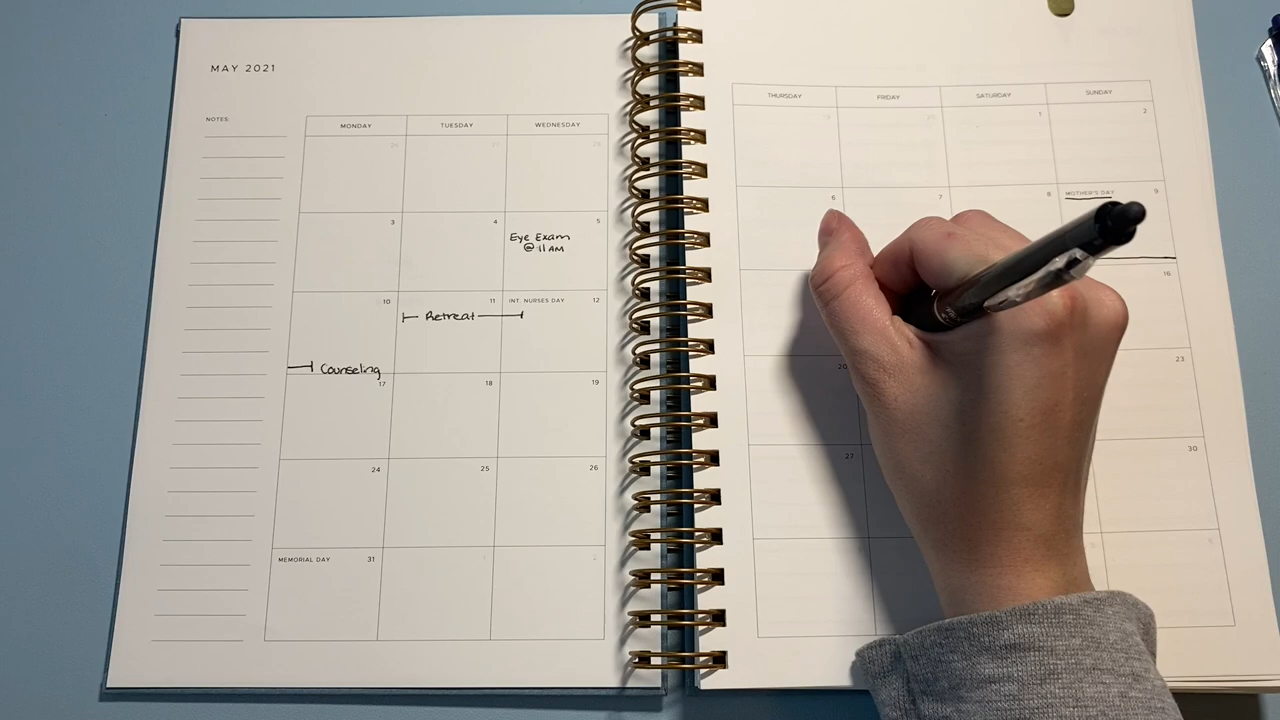 MAY 2021
NOTES:
MONDAY TUESDAY WEDNESDAY
3 4 5
Eye Exam
@ 11 AM
10 11 INT. NURSES DAY 12
Retreat
Counseling
17 18 19
24 25 26
MEMORIAL DAY 31 1 2
THURSDAY FRIDAY SATURDAY SUNDAY
1 2
6 7 8 MOTHER'S DAY 9
16
20 23
27 30